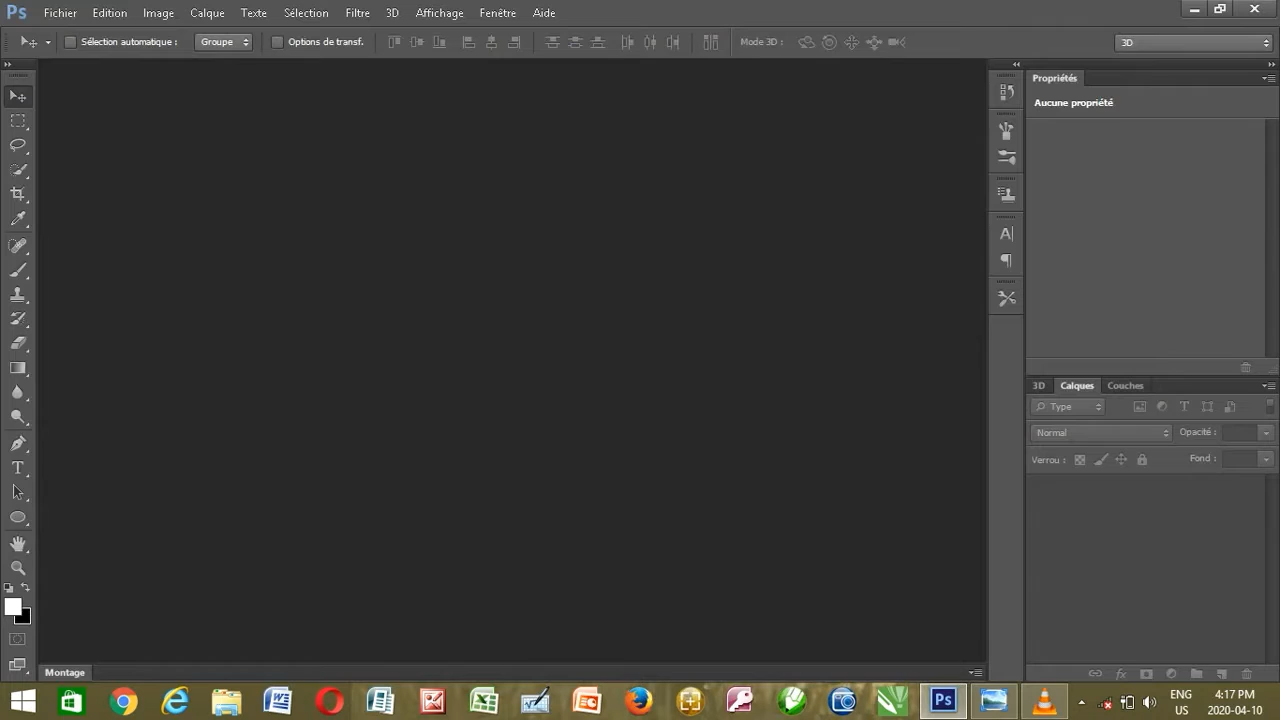 Ps Fichier Edition Image Calque Texte Sélection Filtre 3D Affichage Fenêtre Aide
Sélection automatique : Groupe Options de transf. Mode 3D : 3D
Propriétés
Aucune propriété
3D Calques Couches
Type
Normal Opacité :
Verrou : Fond :
Montage
ENG 4:17 PM
US 2020-04-10